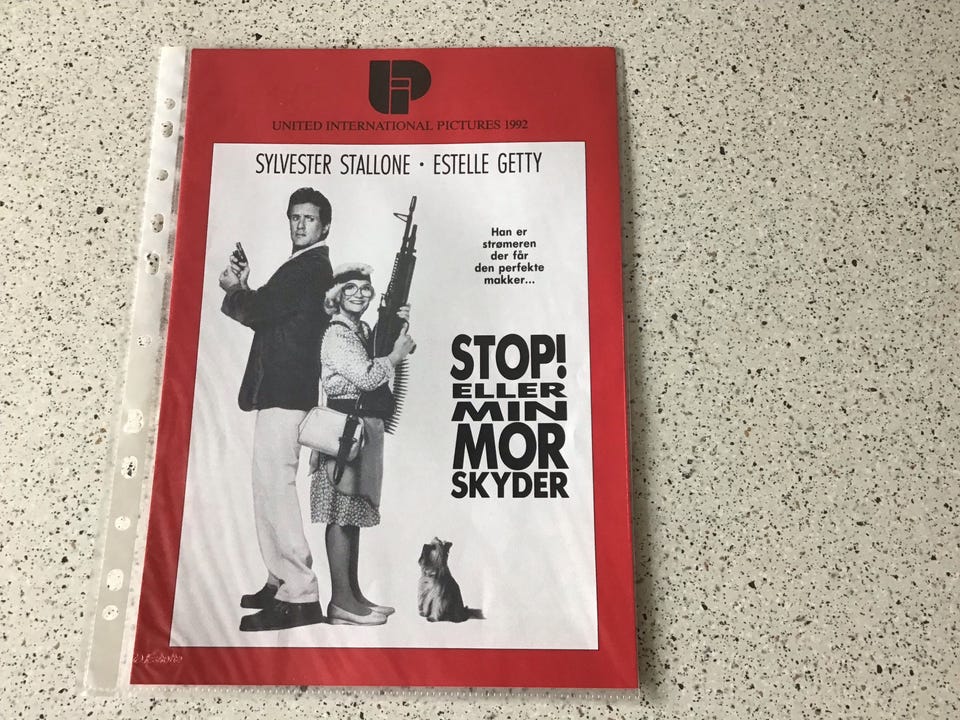 UIP
UNITED INTERNATIONAL PICTURES 1992
SYLVESTER STALLONE · ESTELLE GETTY
Han er
strømeren
der får
den perfekte
makker...
STOP!
ELLER
MIN
MOR
SKYDER